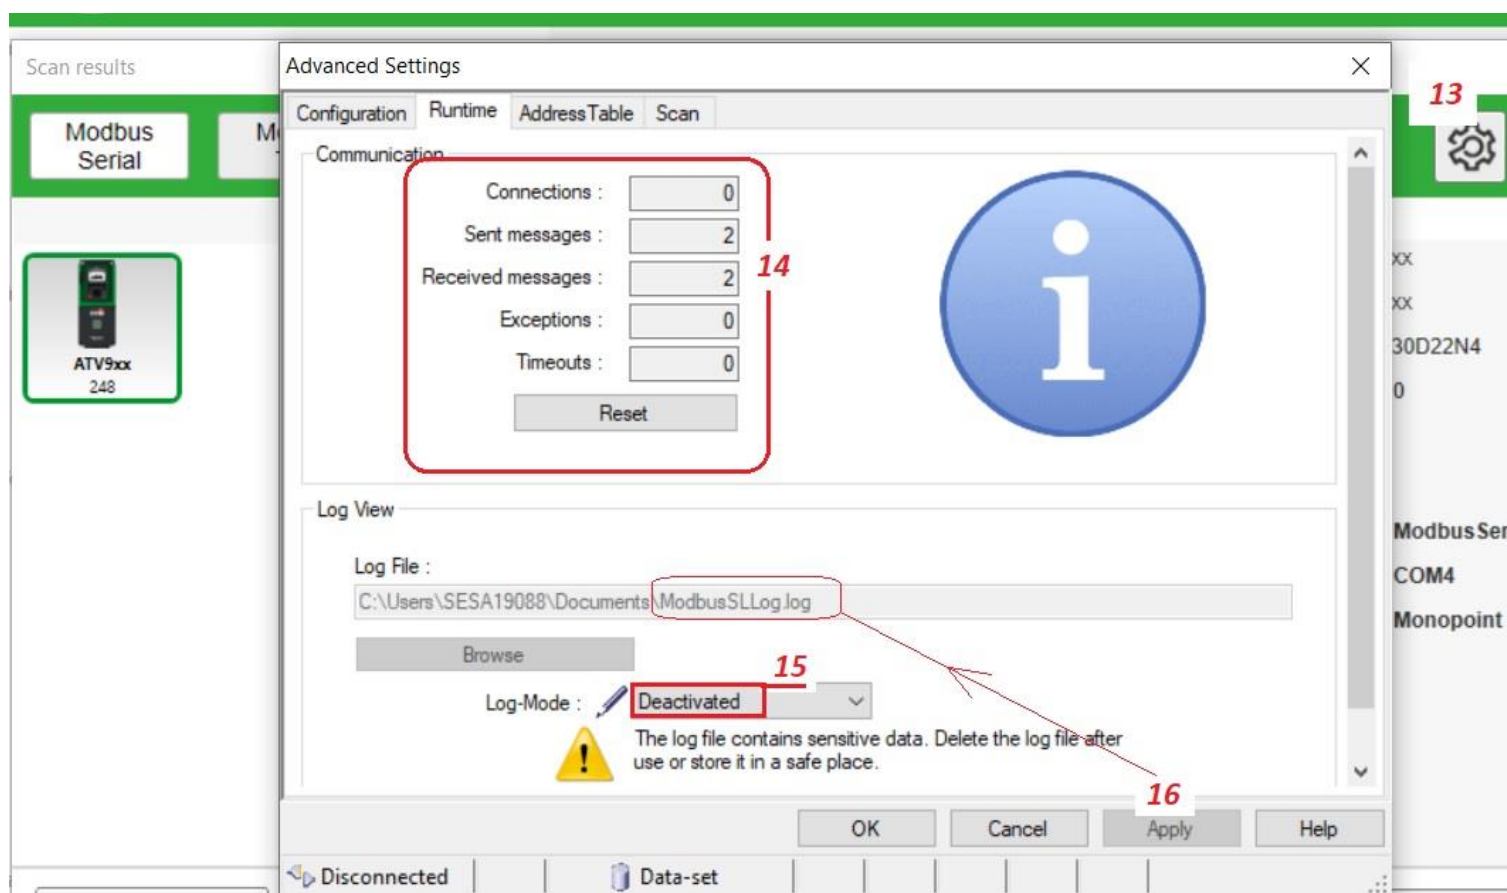 Scan results
Advanced Settings
13
Configuration Runtime AddressTable Scan
Modbus
Serial
Communication
Connections : 0
Sent messages : 2
14
Received messages : 2
Exceptions : 0
Timeouts : 0
Reset
ATV9xx
248
xx
xx
30D22N4
0
Log View
Log File :
C:\Users\SESA19088\Documents\ModbusSLLog.log
Browse
15
Log-Mode : Deactivated
The log file contains sensitive data. Delete the log file after
use or store it in a safe place.
16
ModbusSer
COM4
Monopoint
OK Cancel Apply Help
Disconnected Data-set